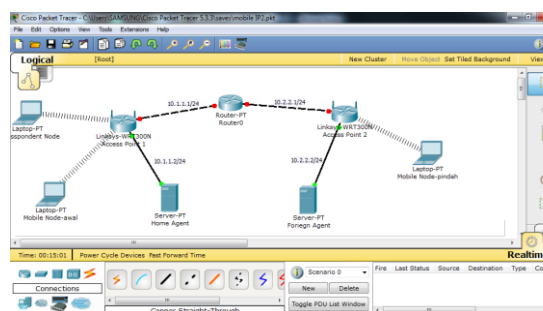 Cisco Packet Tracer - C:\Users\SAMSUNG\Cisco Packet Tracer 5.3.3\saves\mobile IP2.pkt
File Edit Options View Tools Extensions Help
Logical [Root] New Cluster Move Object Set Tiled Background View
10.1.1.1/24
10.2.2.1/24
Router-PT
Router0
Laptop-PT
spondent Node
Linksys-WRT300N
Access Point 1
Linksys-WRT300N
Access Point 2
10.1.1.2/24
10.2.2.2/24
Laptop-PT
Mobile Node-pindah
Laptop-PT
Mobile Node-awal
Server-PT
Home Agent
Server-PT
Foriegn Agent
Time: 00:15:01 Power Cycle Devices Fast Forward Time Realtim
Connections
Copper Straight-Through
Scenario 0
New Delete
Toggle PDU List Window
Fire Last Status Source Destination Type Co